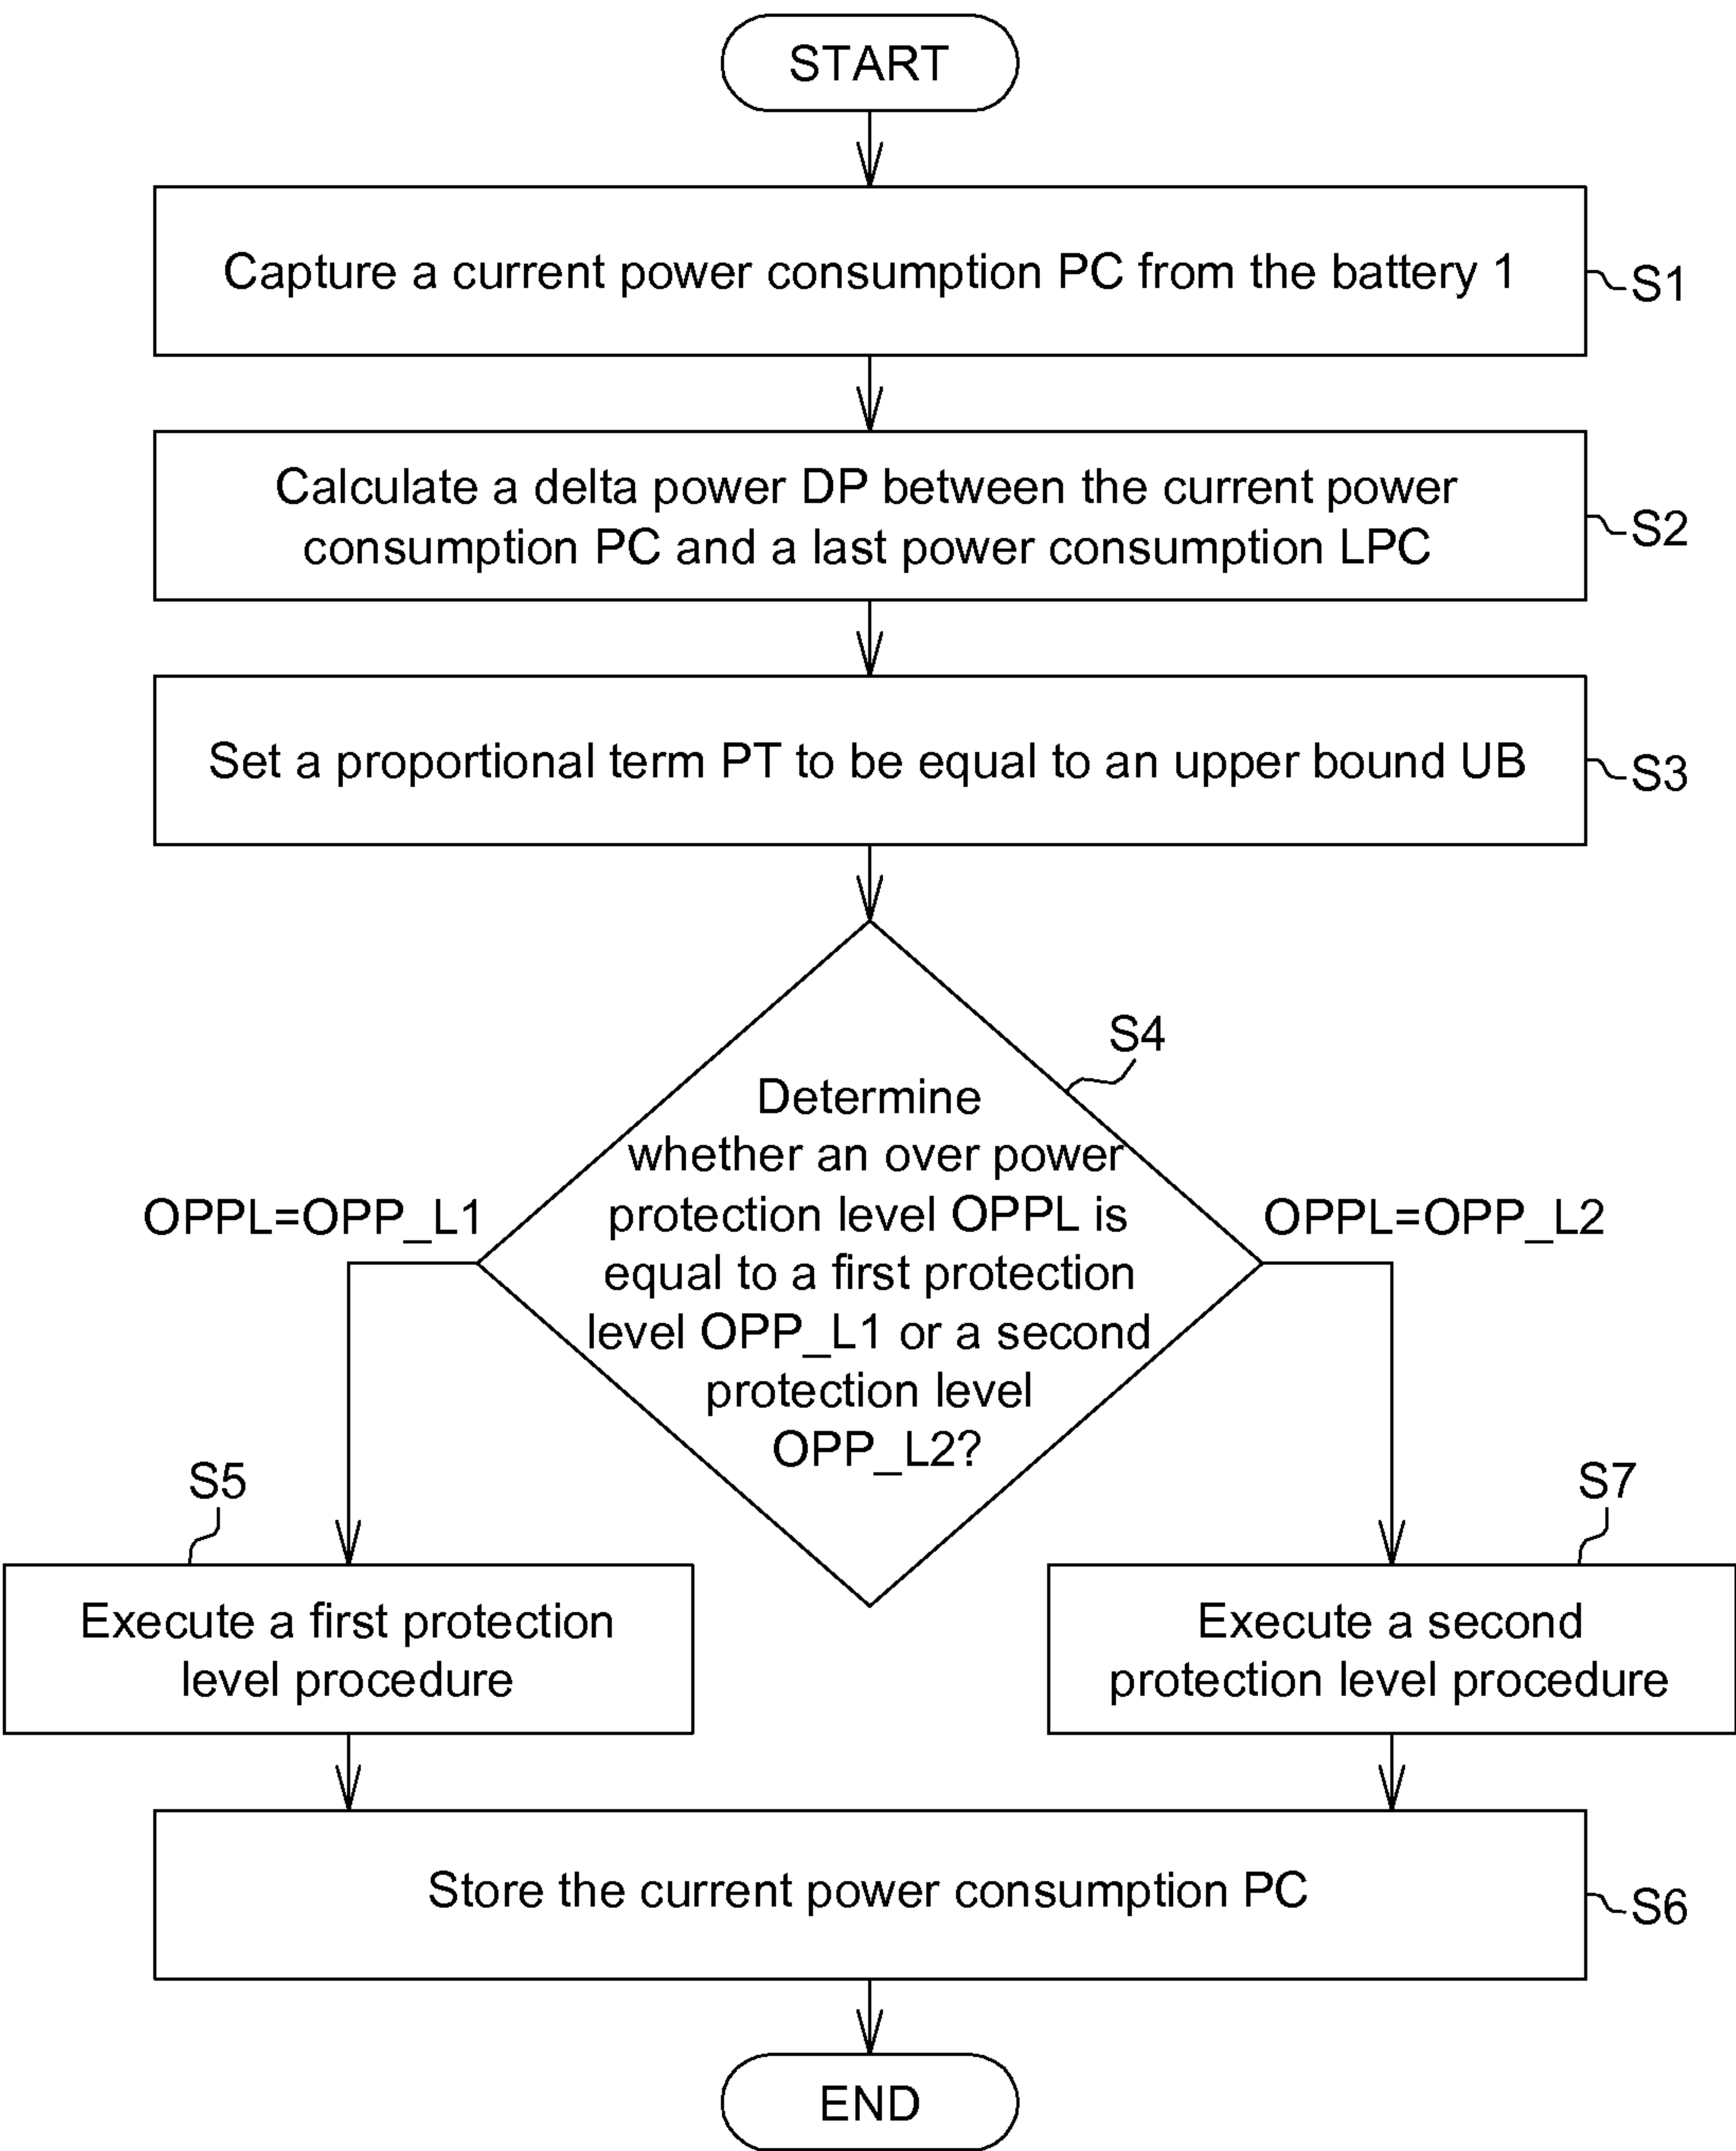 START
Capture a current power consumption PC from the battery 1
S1
Calculate a delta power DP between the current power
consumption PC and a last power consumption LPC
S2
Set a proportional term PT to be equal to an upper bound UB
S3
S4
Determine
whether an over power
protection level OPPL is
equal to a first protection
level OPP_L1 or a second
protection level
OPP_L2?
OPPL=OPP_L1
OPPL=OPP_L2
S5
Execute a first protection
level procedure
S7
Execute a second
protection level procedure
Store the current power consumption PC
S6
END